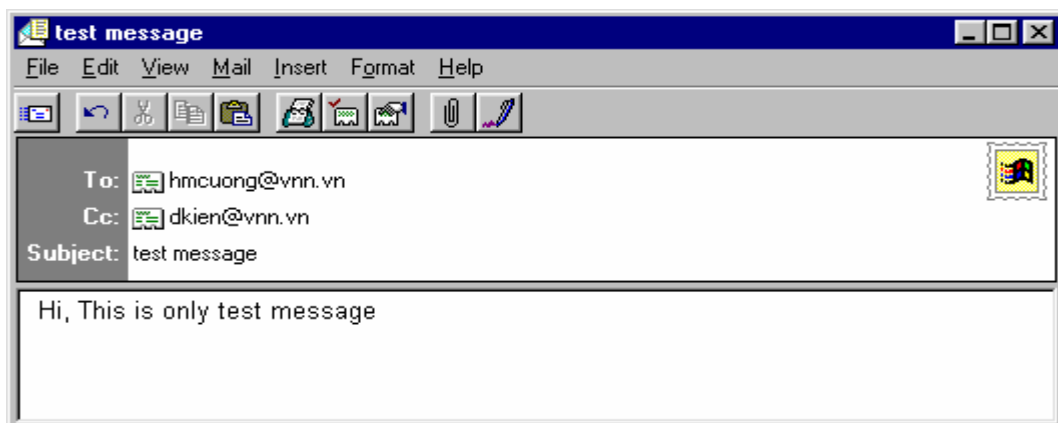 test message
File Edit View Mail Insert Format Help
To: hmcuong@vnn.vn
Cc: dkien@vnn.vn
Subject: test message
Hi, This is only test message